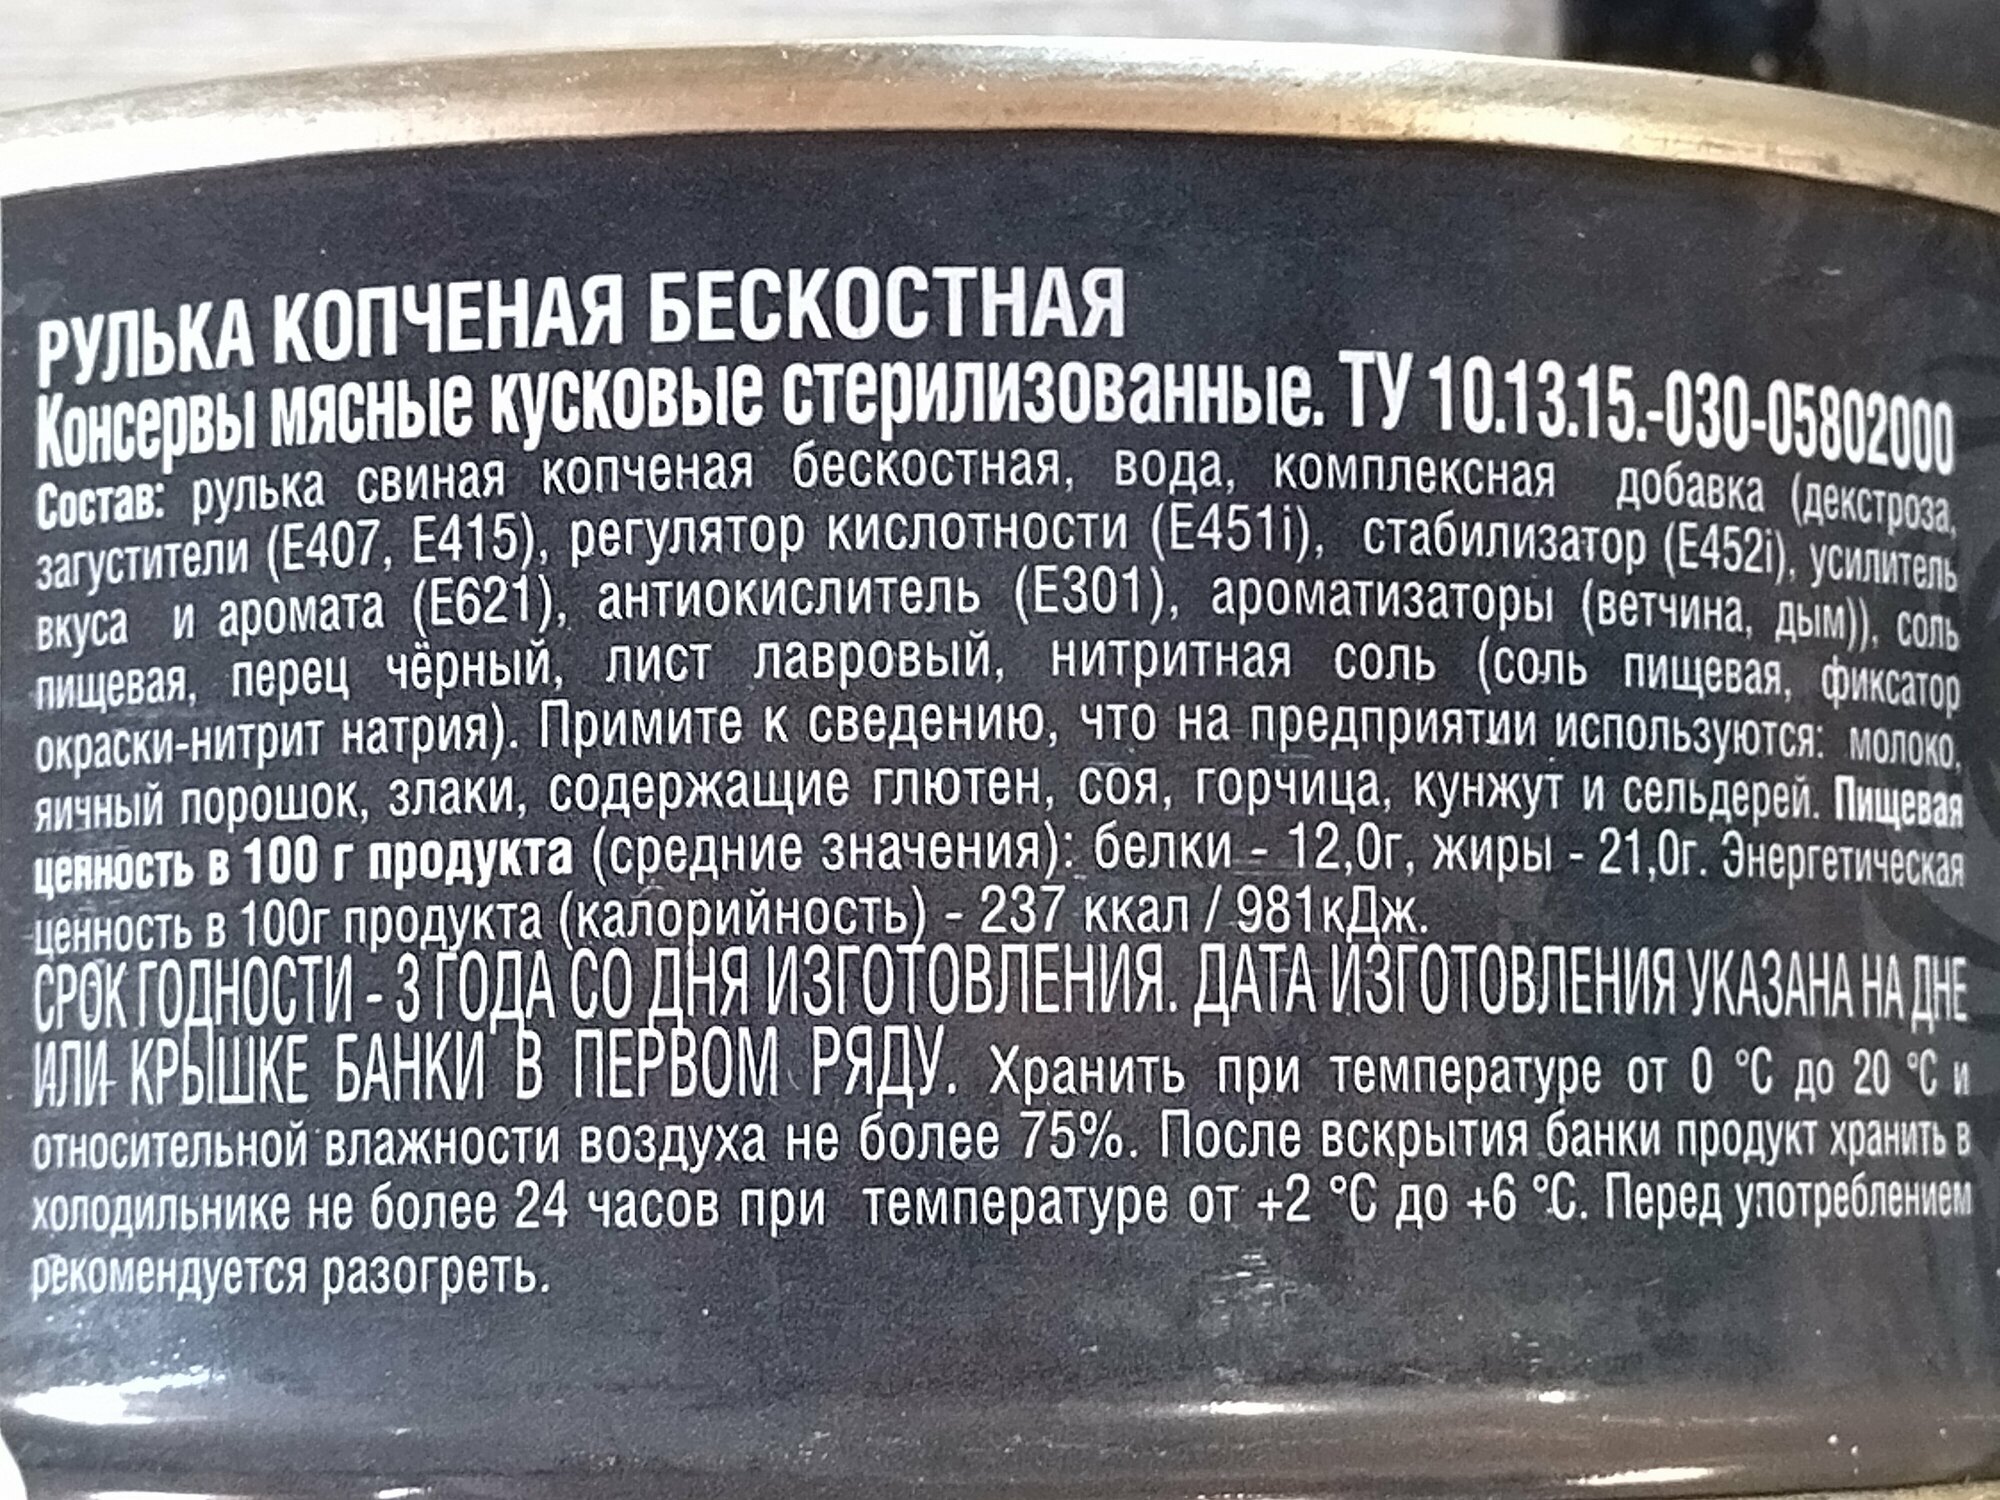 РУЛЬКА КОПЧЕНАЯ БЕСКОСТНАЯ
Консервы мясные кусковые стерилизованные. ТУ 10.13.15.-030-05802000
Состав: рулька свиная копченая бескостная, вода, комплексная добавка (декстроза,
загустители (Е407, Е415), регулятор кислотности (Е451i), стабилизатор (Е452i), усилитель
вкуса и аромата (Е621), антиокислитель (Е301), ароматизаторы (ветчина, дым)), соль
пищевая, перец чёрный, лист лавровый, нитритная соль (соль пищевая, фиксатор
окраски-нитрит натрия). Примите к сведению, что на предприятии используются: молоко,
яичный порошок, злаки, содержащие глютен, соя, горчица, кунжут и сельдерей. Пищевая
ценность в 100 г продукта (средние значения): белки - 12,0г, жиры - 21,0г. Энергетическая
ценность в 100г продукта (калорийность) - 237 ккал / 981кДж.
СРОК ГОДНОСТИ - 3 ГОДА СО ДНЯ ИЗГОТОВЛЕНИЯ. ДАТА ИЗГОТОВЛЕНИЯ УКАЗАНА НА ДНЕ
ИЛИ КРЫШКЕ БАНКИ В ПЕРВОМ РЯДУ. Хранить при температуре от 0 °С до 20 °С и
относительной влажности воздуха не более 75%. После вскрытия банки продукт хранить в
холодильнике не более 24 часов при температуре от +2 °С до +6 °С. Перед употреблением
рекомендуется разогреть.